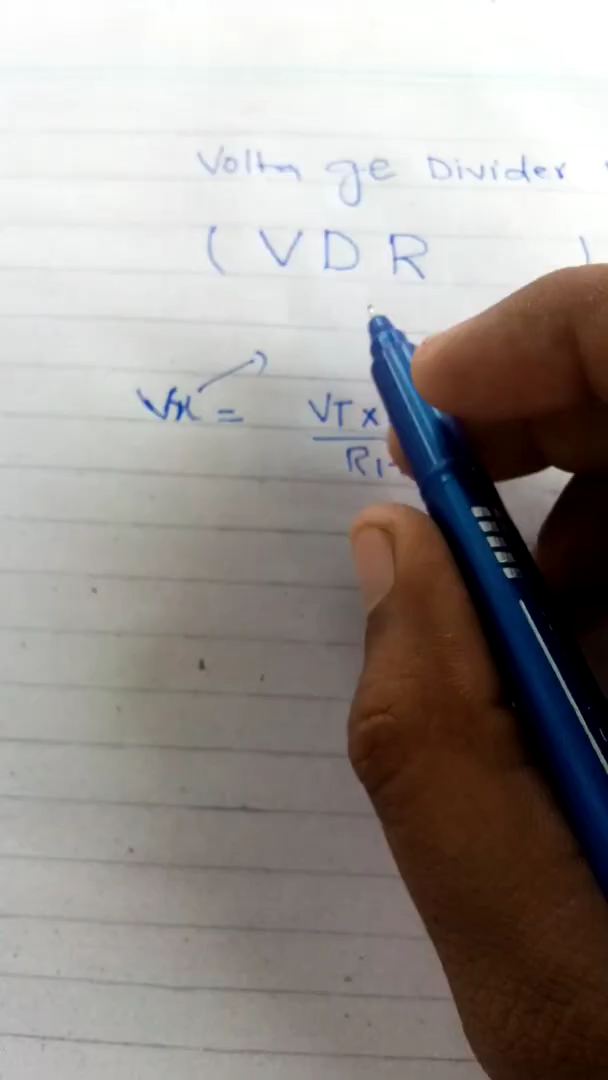 Voltage Divider
( V D R )
Vx =
VT x
R1